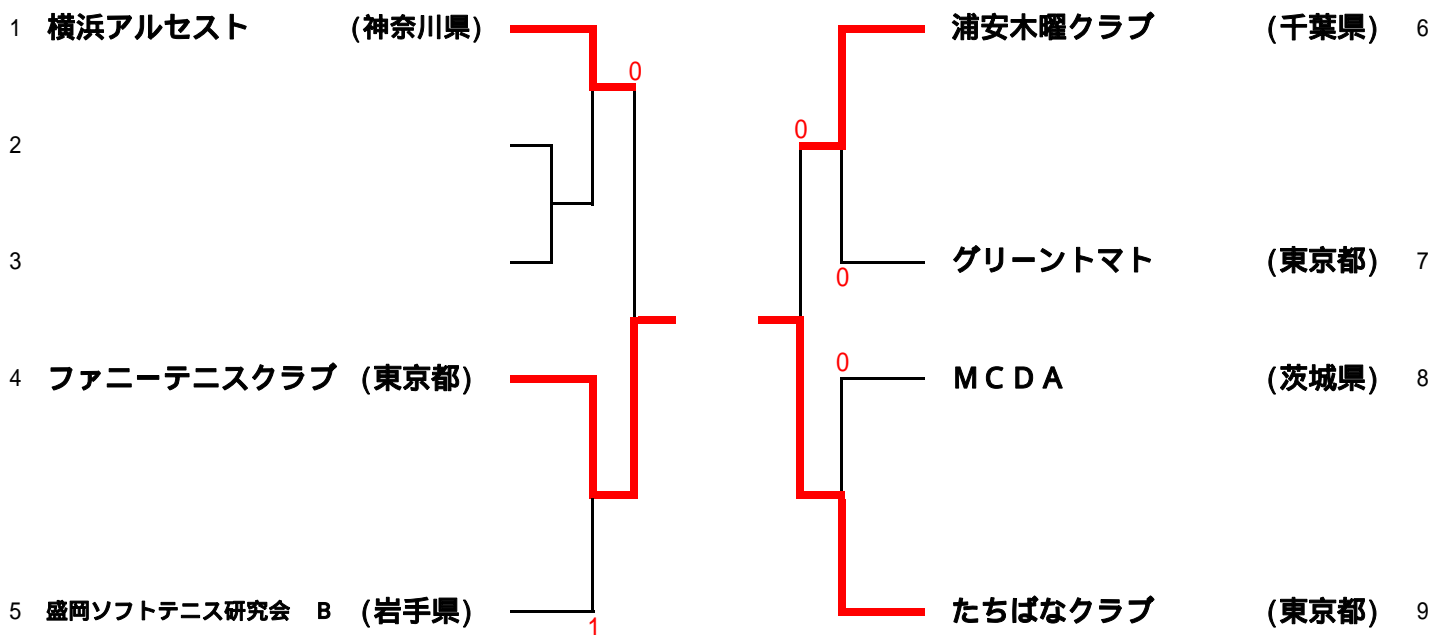 1 横浜アルセスト (神奈川県)
0
2
3
4 ファニーテニスクラブ (東京都)
5 盛岡ソフトテニス研究会 B (岩手県)
1
浦安木曜クラブ (千葉県) 6
0
グリーントマト (東京都) 7
0
0
MCDA (茨城県) 8
たちばなクラブ (東京都) 9